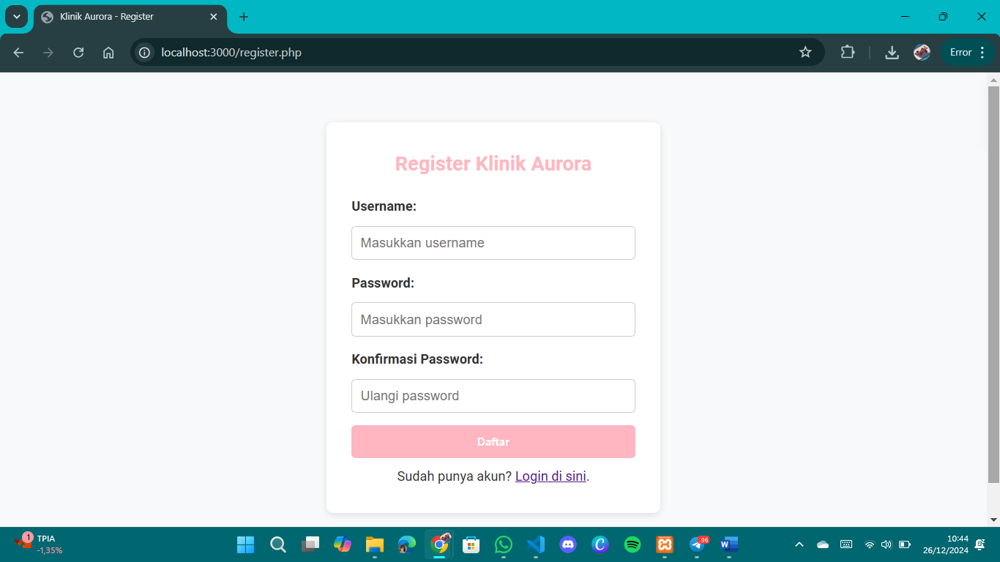 Klinik Aurora - Register
localhost:3000/register.php
Error
Register Klinik Aurora
Username:
Masukkan username
Password:
Masukkan password
Konfirmasi Password:
Ulangi password
Daftar
Sudah punya akun? Login di sini.
1
TPIA
-1,35%
96
10:44
26/12/2024